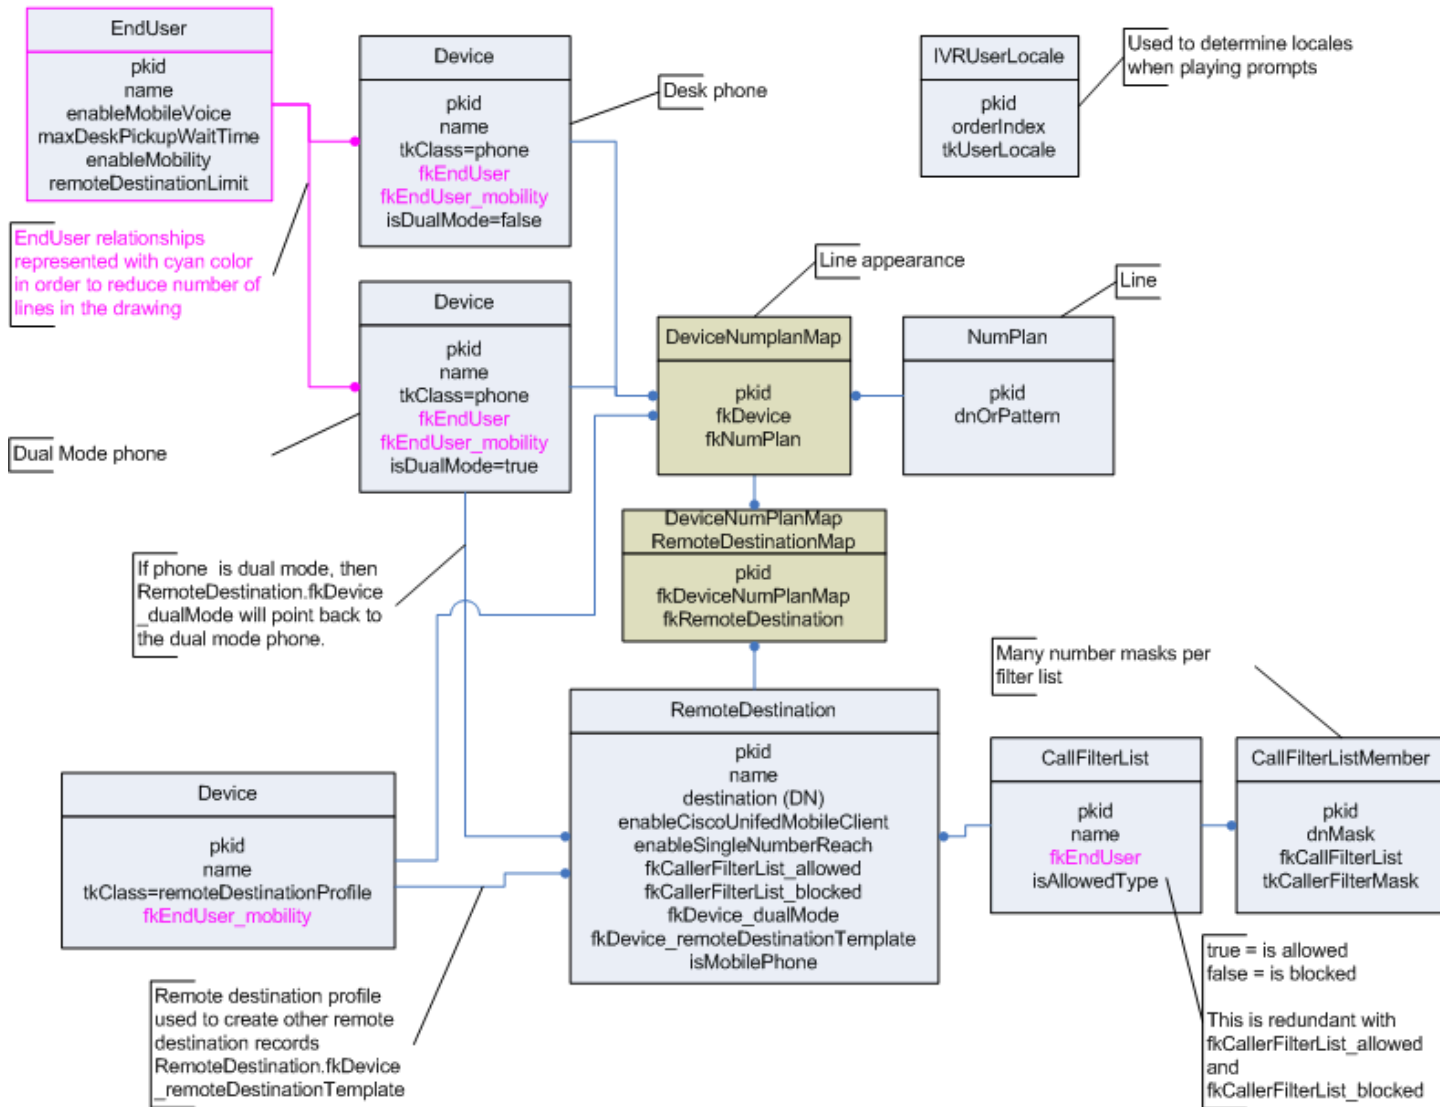 EndUser
pkid
name
enableMobileVoice
maxDeskPickupWaitTime
enableMobility
remoteDestinationLimit
Device
pkid
name
tkClass=phone
fkEndUser
fkEndUser_mobility
isDualMode=false
Desk phone
IVRUserLocale
pkid
orderIndex
tkUserLocale
Used to determine locales
when playing prompts
EndUser relationships
represented with cyan color
in order to reduce number of
lines in the drawing
Device
pkid
name
tkClass=phone
fkEndUser
fkEndUser_mobility
isDualMode=true
Dual Mode phone
Line appearance
Line
DeviceNumplanMap
pkid
fkDevice
fkNumPlan
NumPlan
pkid
dnOrPattern
DeviceNumPlanMap
RemoteDestinationMap
pkid
fkDeviceNumPlanMap
fkRemoteDestination
If phone is dual mode, then
RemoteDestination.fkDevice
_dualMode will point back to
the dual mode phone.
Many number masks per
filter list
RemoteDestination
pkid
name
destination (DN)
enableCiscoUnifedMobileClient
enableSingleNumberReach
fkCallerFilterList_allowed
fkCallerFilterList_blocked
fkDevice_dualMode
fkDevice_remoteDestinationTemplate
isMobilePhone
CallFilterList
pkid
name
fkEndUser
isAllowedType
CallFilterListMember
pkid
dnMask
fkCallFilterList
tkCallerFilterMask
Device
pkid
name
tkClass=remoteDestinationProfile
fkEndUser_mobility
Remote destination profile
used to create other remote
destination records
RemoteDestination.fkDevice
_remoteDestinationTemplate
true = is allowed
false = is blocked
This is redundant with
fkCallerFilterList_allowed
and
fkCallerFilterList_blocked